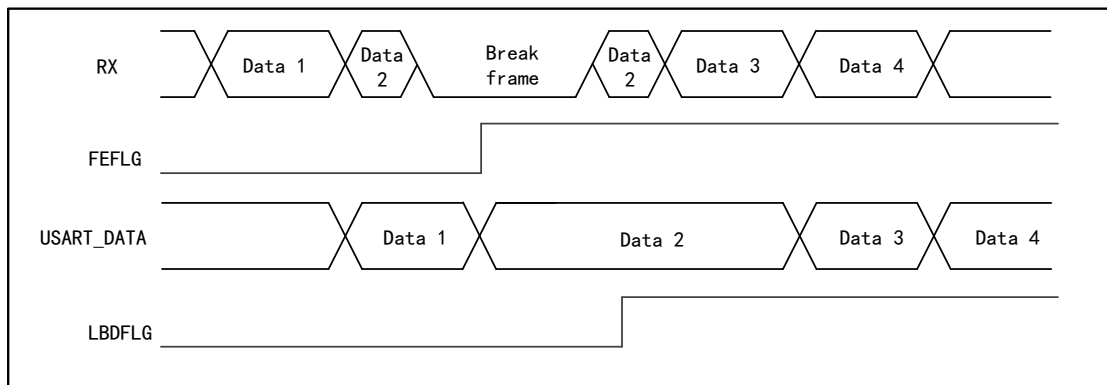 RX
Data 1
Data
2
Break
frame
Data
2
Data 3
Data 4
FEFLG
USART_DATA
Data 1
Data 2
Data 3
Data 4
LBDFLG